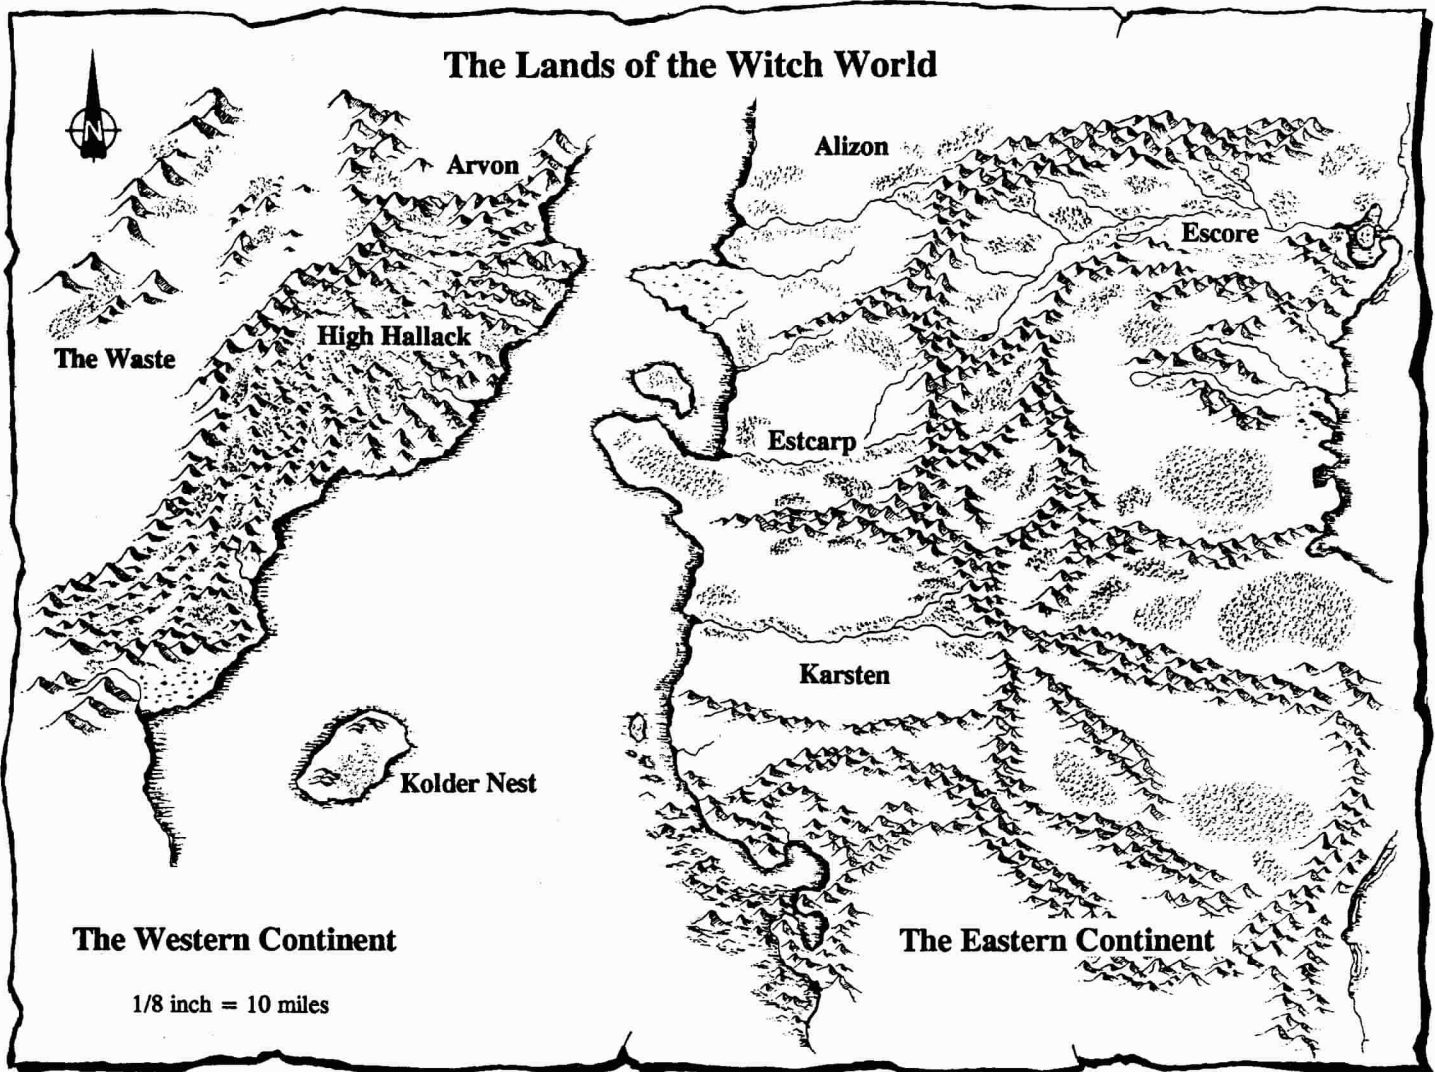 The Lands of the Witch World
N
Alizon
Arvon
Escore
High Hallack
The Waste
Estcarp
Karsten
Kolder Nest
The Western Continent
The Eastern Continent
1/8 inch = 10 miles